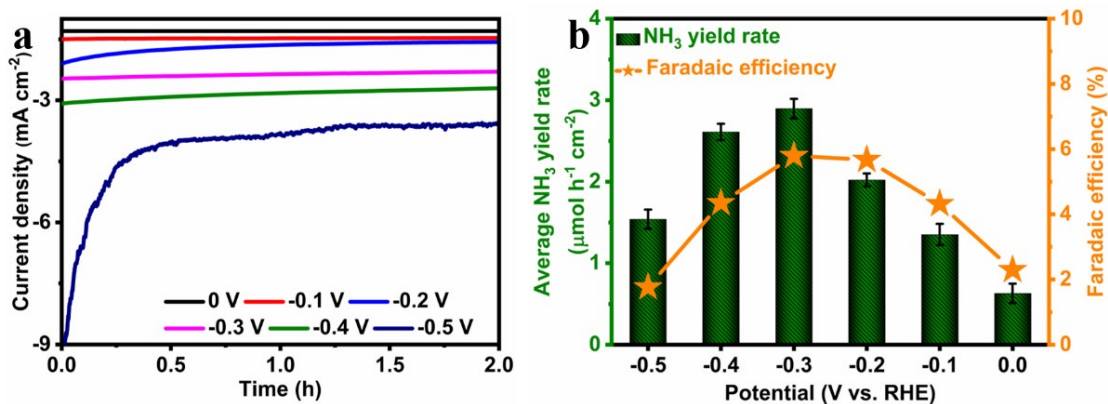 a
Current density (mA cm-2)
-3
-6
-9
0 V -0.1 V -0.2 V
-0.3 V -0.4 V -0.5 V
0.0 0.5 1.0 1.5 2.0
Time (h)
b
Average NH3 yield rate
(μmol h-1 cm-2)
4
3
2
1
0
NH3 yield rate
Faradaic efficiency
-0.5 -0.4 -0.3 -0.2 -0.1 0.0
Potential (V vs. RHE)
10
8
6
4
2
0
Faradaic efficiency (%)